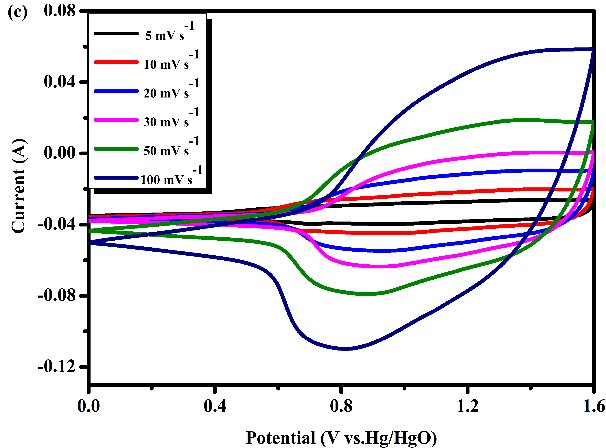 (c)
0.08
0.04
0.00
-0.04
-0.08
-0.12
Current (A)
5 mV s⁻¹
10 mV s⁻¹
20 mV s⁻¹
30 mV s⁻¹
50 mV s⁻¹
100 mV s⁻¹
0.0 0.4 0.8 1.2 1.6
Potential (V vs.Hg/HgO)